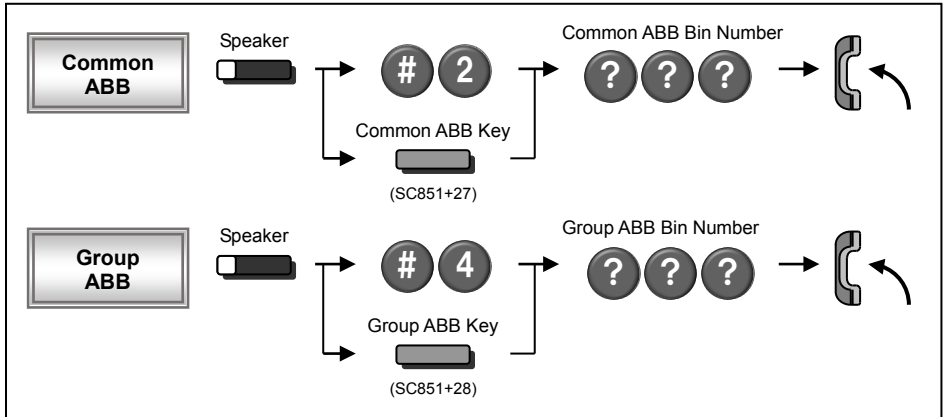 Common
ABB
Speaker
# 2
Common ABB Key
(SC851+27)
Common ABB Bin Number
? ? ?
Group
ABB
Speaker
# 4
Group ABB Key
(SC851+28)
Group ABB Bin Number
? ? ?